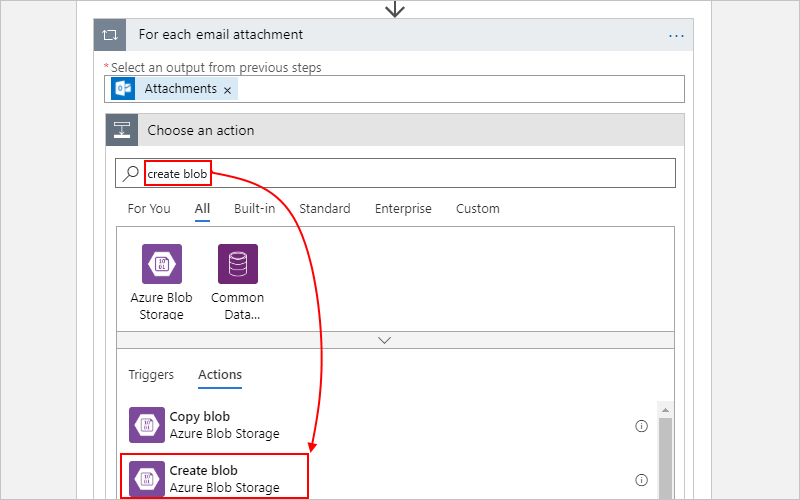 For each email attachment
* Select an output from previous steps
Attachments ×
Choose an action
create blob
For You All Built-in Standard Enterprise Custom
Azure Blob Storage
Common Data...
Triggers Actions
Copy blob
Azure Blob Storage
Create blob
Azure Blob Storage